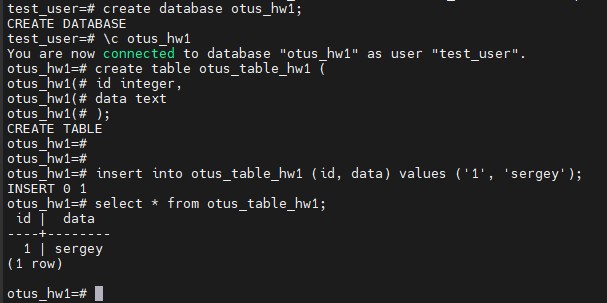 test_user=# create database otus_hw1;
CREATE DATABASE
test_user=# \c otus_hw1
You are now connected to database "otus_hw1" as user "test_user".
otus_hw1=# create table otus_table_hw1 (
otus_hw1(# id integer,
otus_hw1(# data text
otus_hw1(# );
CREATE TABLE
otus_hw1=#
otus_hw1=#
otus_hw1=# insert into otus_table_hw1 (id, data) values ('1', 'sergey');
INSERT 0 1
otus_hw1=# select * from otus_table_hw1;
 id |  data
----+--------
  1 | sergey
(1 row)

otus_hw1=#